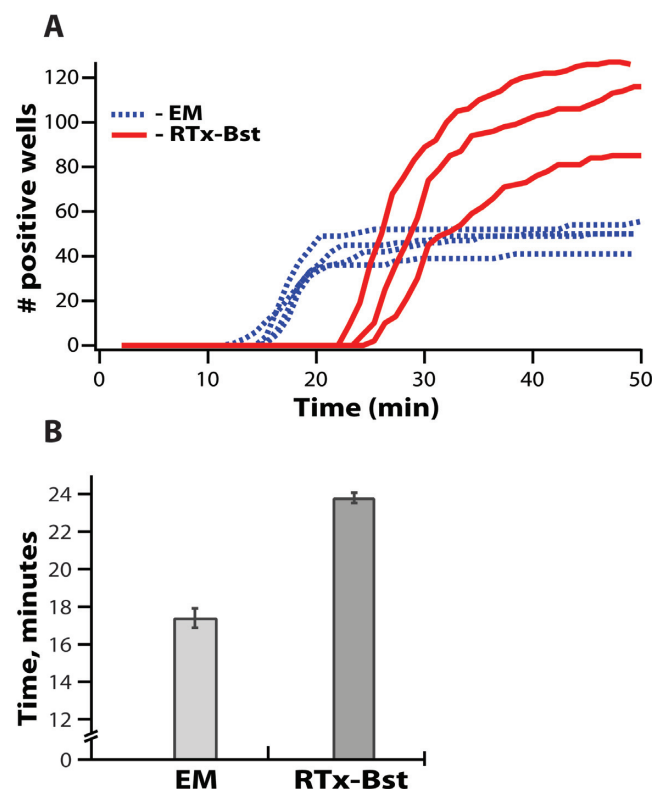 A
# positive wells
120
100
80
60
40
20
0
- EM
- RTx-Bst
0 10 20 30 40 50
Time (min)
B
Time, minutes
24
22
20
18
16
14
12
0
EM RTx-Bst